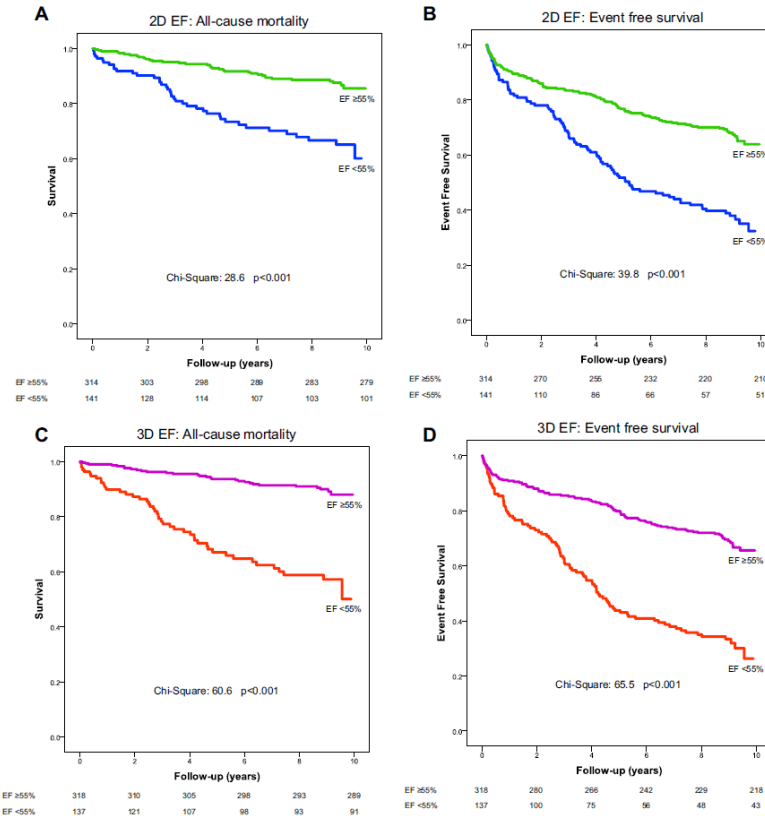 A
2D EF: All-cause mortality
1.0
0.8
0.6
0.4
0.2
0.0
Survival
EF ≥55%
EF <55%
Chi-Square: 28.6 p<0.001
0 2 4 6 8 10
Follow-up (years)
EF ≥55% 314 303 298 289 283 279
EF <55% 141 128 114 107 103 101
B
2D EF: Event free survival
1.0
0.8
0.6
0.4
0.2
0.0
Event Free Survival
EF ≥55%
EF <55%
Chi-Square: 39.8 p<0.001
0 2 4 6 8 10
Follow-up (years)
EF ≥55% 314 270 255 232 220 210
EF <55% 141 110 86 66 57 51
C
3D EF: All-cause mortality
1.0
0.8
0.6
0.4
0.2
0.0
Survival
EF ≥55%
EF <55%
Chi-Square: 60.6 p<0.001
0 2 4 6 8 10
Follow-up (years)
EF ≥55% 318 310 305 298 293 289
EF <55% 137 121 107 98 93 91
D
3D EF: Event free survival
1.0
0.8
0.6
0.4
0.2
0.0
Event Free Survival
EF ≥55%
EF <55%
Chi-Square: 65.5 p<0.001
0 2 4 6 8 10
Follow-up (years)
EF ≥55% 318 280 266 242 229 218
EF <55% 137 100 75 56 48 43